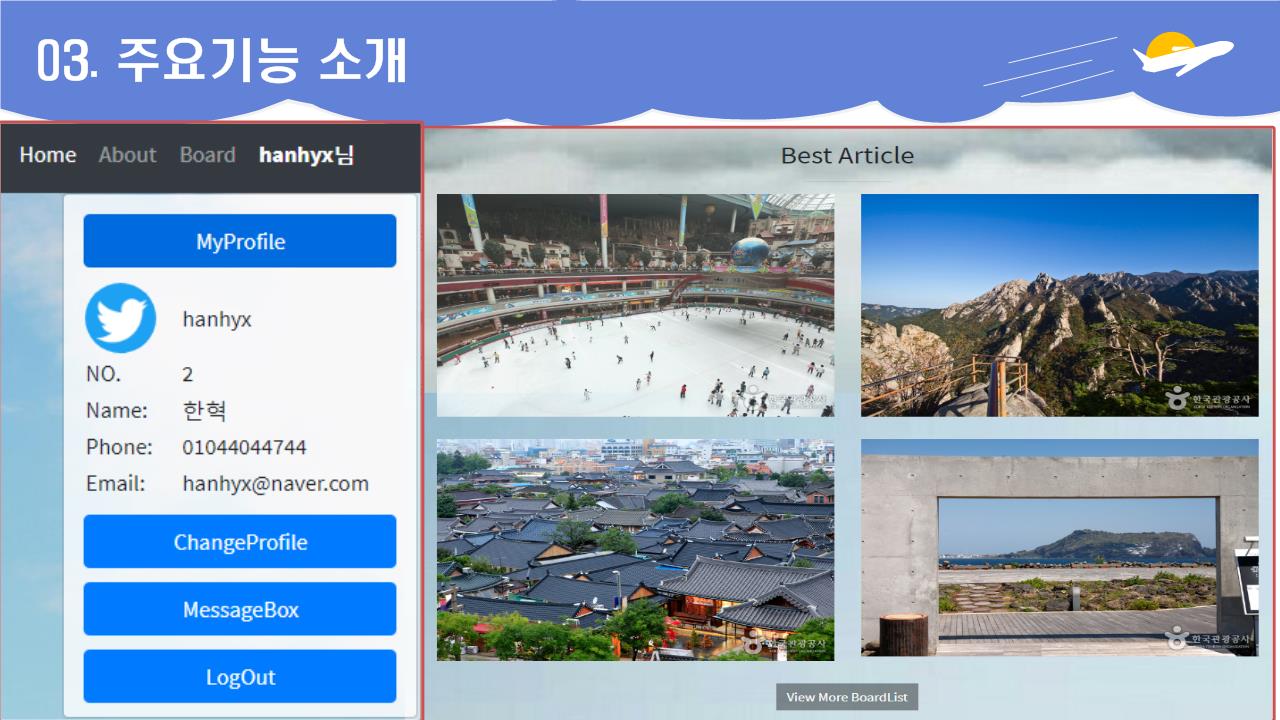 03. 주요기능 소개
Home About Board hanhyx님
MyProfile
hanhyx
NO. 2
Name: 한혁
Phone: 01044044744
Email: hanhyx@naver.com
ChangeProfile
MessageBox
LogOut
Best Article
한국관광공사
한국관광공사
한국관광공사
한국관광공사
View More BoardList